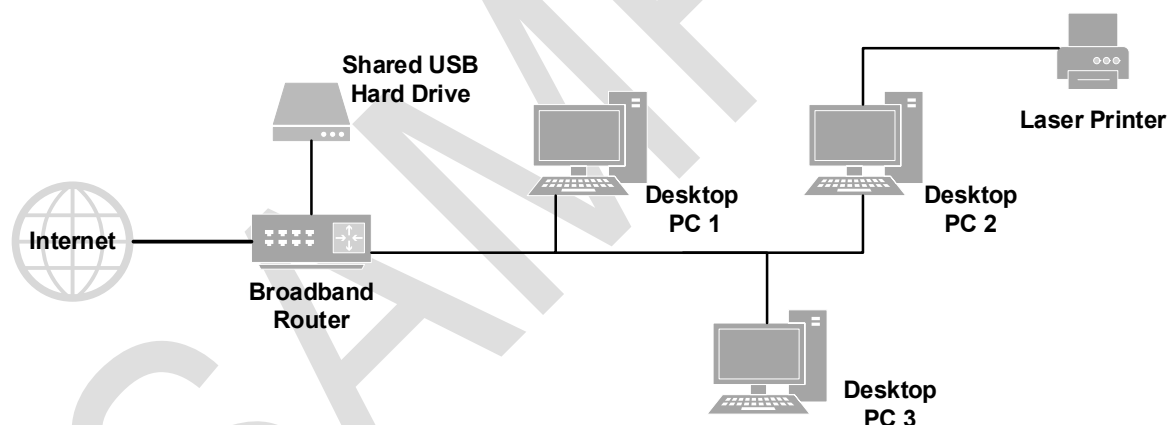 Shared USB
Hard Drive
Laser Printer
Desktop
PC 1
Desktop
PC 2
Internet
Broadband
Router
Desktop
PC 3